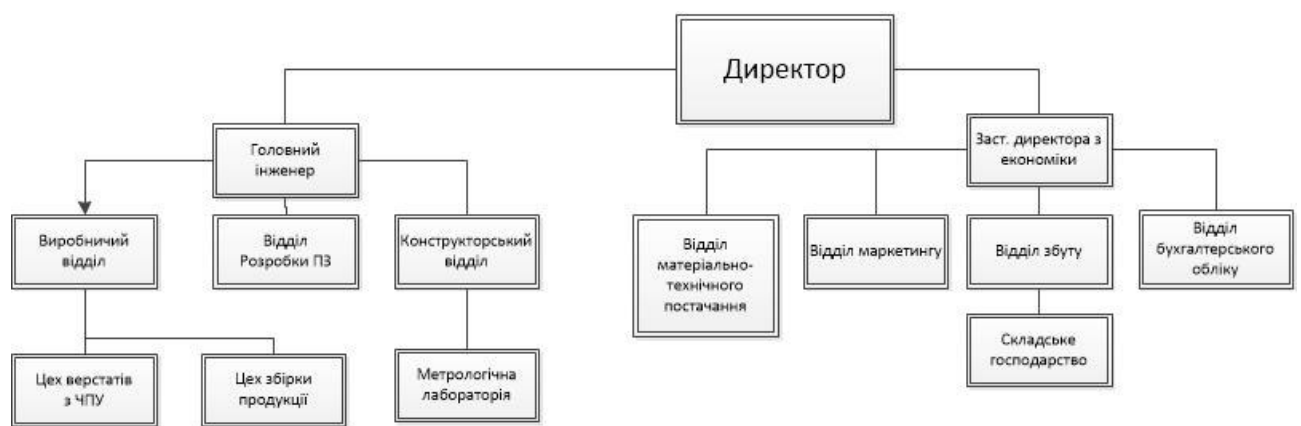 Директор
Головний
інженер
Заст. директора з
економіки
Виробничий
відділ
Відділ
Розробки ПЗ
Конструкторський
відділ
Відділ
матеріально-
технічного
постачання
Відділ маркетингу
Відділ збуту
Відділ
бухгалтерського
обліку
Цех верстатів
з ЧПУ
Цех збірки
продукції
Метрологічна
лабораторія
Складське
господарство